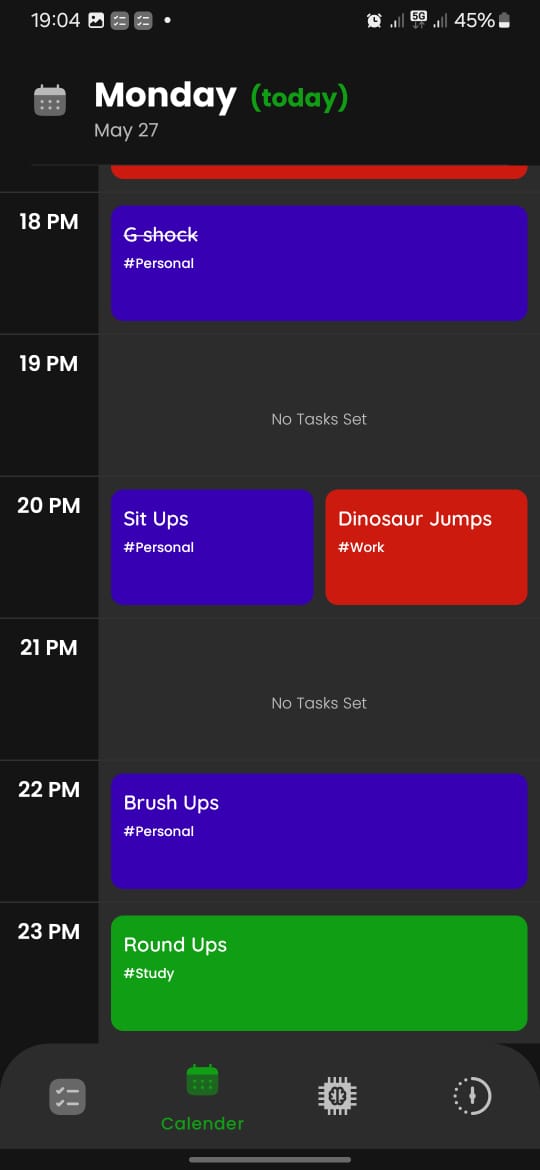 19:04
5G
45%
Monday (today)
May 27
18 PM
G shock
#Personal
19 PM
No Tasks Set
20 PM
Sit Ups
#Personal
Dinosaur Jumps
#Work
21 PM
No Tasks Set
22 PM
Brush Ups
#Personal
23 PM
Round Ups
#Study
Calender